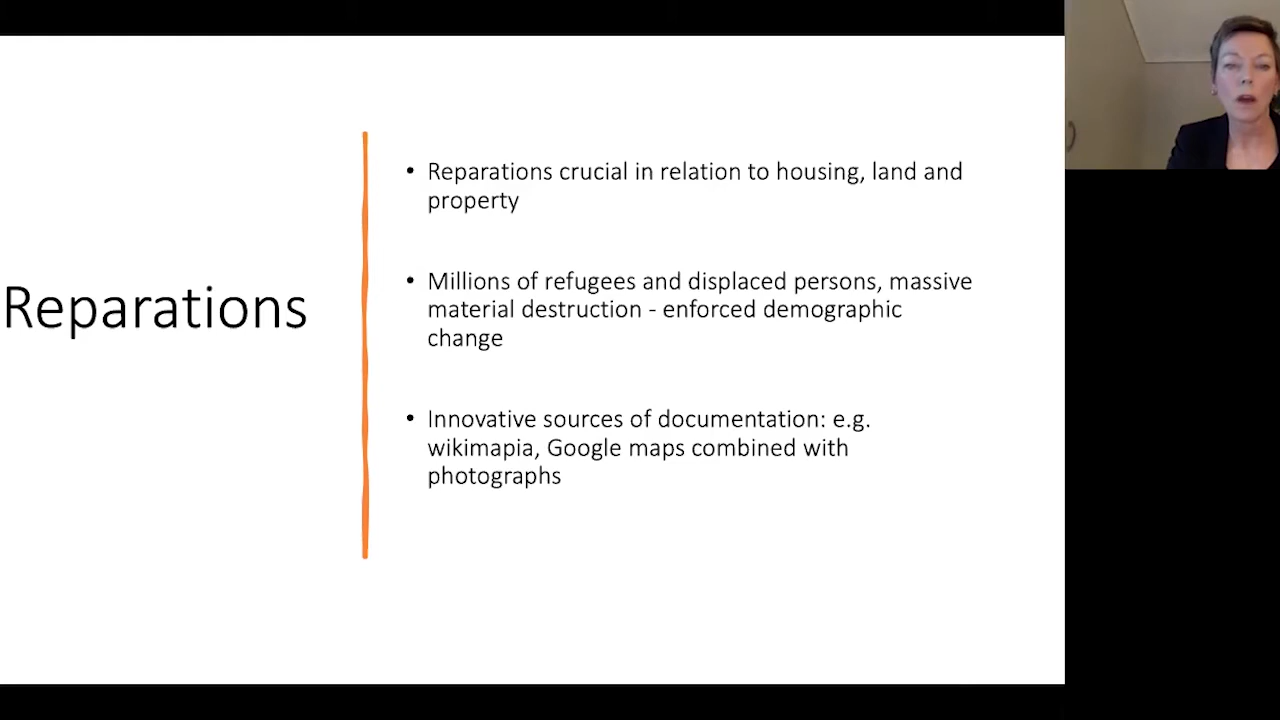 Reparations
• Reparations crucial in relation to housing, land and
property
• Millions of refugees and displaced persons, massive
material destruction - enforced demographic
change
• Innovative sources of documentation: e.g.
wikimapia, Google maps combined with
photographs